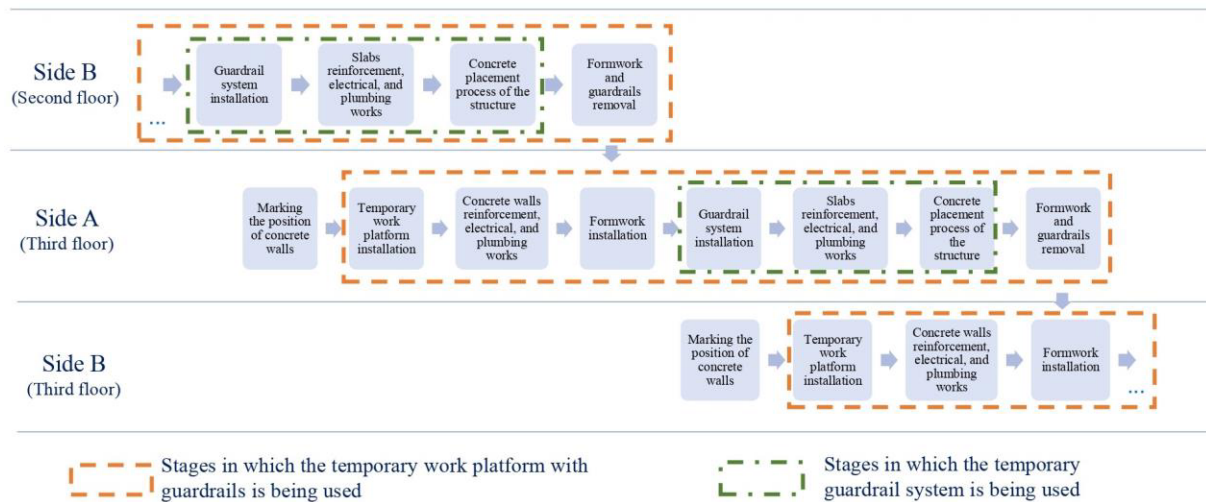 Side B
(Second floor)
...
Guardrail
system
installation
Slabs
reinforcement,
electrical, and
plumbing works
Concrete
placement
process of the
structure
Formwork
and
guardrails
removal
Side A
(Third floor)
Marking
the position
of concrete
walls
Temporary
work
platform
installation
Concrete walls
reinforcement,
electrical, and
plumbing
works
Formwork
installation
Guardrail
system
installation
Slabs
reinforcement,
electrical, and
plumbing
works
Concrete
placement
process of
the
structure
Formwork
and
guardrails
removal
Side B
(Third floor)
Marking the
position of
concrete
walls
Temporary
work
platform
installation
Concrete walls
reinforcement,
electrical, and
plumbing
works
Formwork
installation
...
Stages in which the temporary work platform with
guardrails is being used
Stages in which the temporary
guardrail system is being used